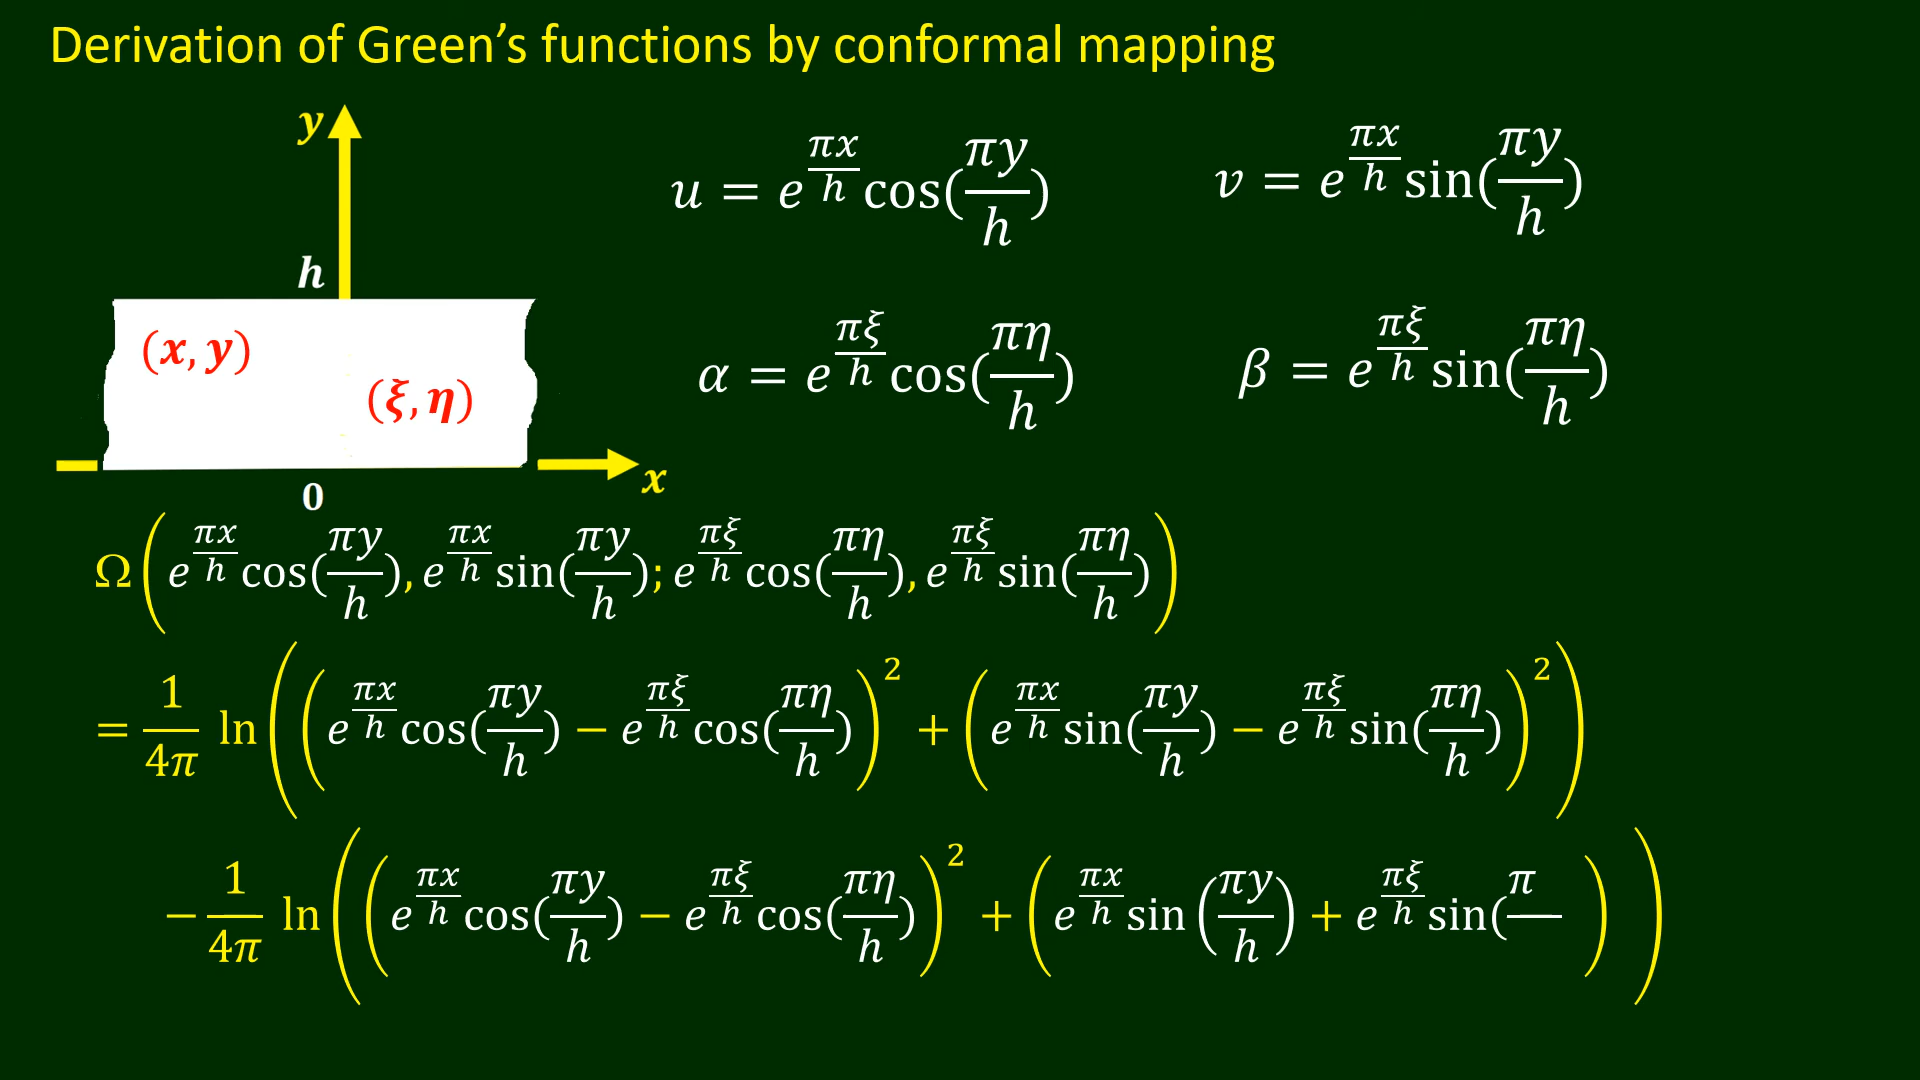 Derivation of Green’s functions by conformal mapping
y
h
(x, y)
(ξ, η)
0
x
u = e^{πx/h} cos(πy/h)
v = e^{πx/h} sin(πy/h)
α = e^{πξ/h} cos(πη/h)
β = e^{πξ/h} sin(πη/h)
Ω(e^{πx/h} cos(πy/h), e^{πx/h} sin(πy/h); e^{πξ/h} cos(πη/h), e^{πξ/h} sin(πη/h))
= 1/4π ln((e^{πx/h} cos(πy/h) − e^{πξ/h} cos(πη/h))² + (e^{πx/h} sin(πy/h) − e^{πξ/h} sin(πη/h))²)
− 1/4π ln((e^{πx/h} cos(πy/h) − e^{πξ/h} cos(πη/h))² + (e^{πx/h} sin(πy/h) + e^{πξ/h} sin(π/ ))